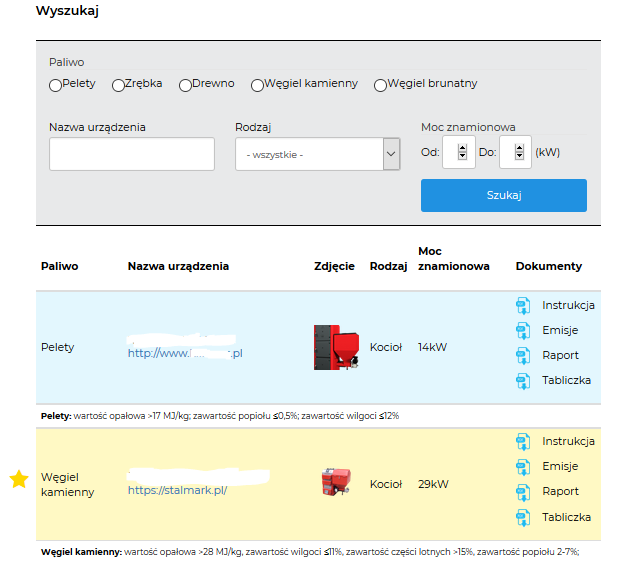 Wyszukaj
Paliwo
Pelety Zrębka Drewno Węgiel kamienny Węgiel brunatny
Nazwa urządzenia Rodzaj Moc znamionowa
- wszystkie - Od: Do: (kW)
Szukaj
Paliwo Nazwa urządzenia Zdjęcie Rodzaj Moc znamionowa Dokumenty
Pelety
http://www. .pl
Kocioł 14kW
Instrukcja
Emisje
Raport
Tabliczka
Pelety: wartość opałowa >17 MJ/kg; zawartość popiołu ≤0,5%; zawartość wilgoci ≤12%
Węgiel
kamienny
https://stalmark.pl/
Kocioł 29kW
Instrukcja
Emisje
Raport
Tabliczka
Węgiel kamienny: wartość opałowa >28 MJ/kg, zawartość wilgoci ≤11%, zawartość części lotnych >15%, zawartość popiołu 2-7%;